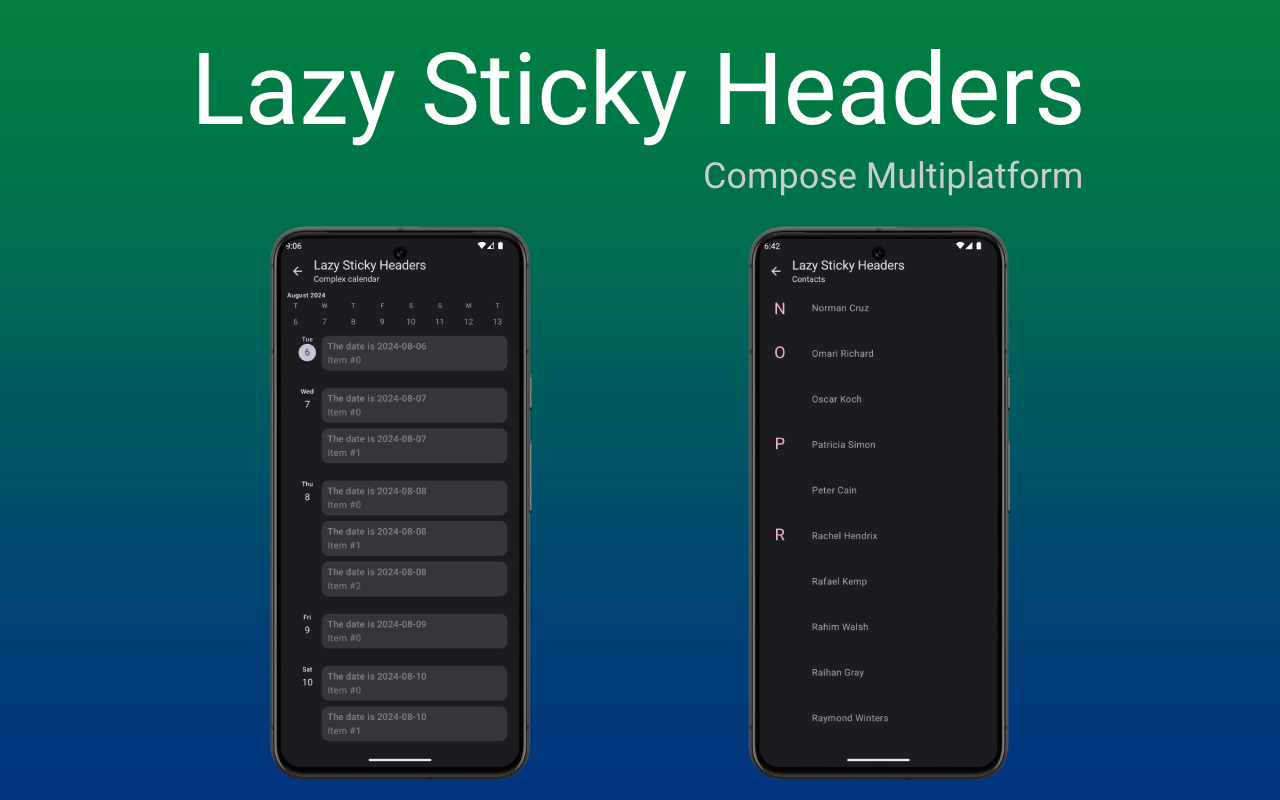 Lazy Sticky Headers
Compose Multiplatform
9:06
Lazy Sticky Headers
Complex calendar
August 2024
T W T F S S M T
6 7 8 9 10 11 12 13
Tue
6
The date is 2024-08-06
Item #0
Wed
7
The date is 2024-08-07
Item #0
The date is 2024-08-07
Item #1
Thu
8
The date is 2024-08-08
Item #0
The date is 2024-08-08
Item #1
The date is 2024-08-08
Item #2
Fri
9
The date is 2024-08-09
Item #0
Sat
10
The date is 2024-08-10
Item #0
The date is 2024-08-10
Item #1
6:42
Lazy Sticky Headers
Contacts
N Norman Cruz
O Omari Richard
Oscar Koch
P Patricia Simon
Peter Cain
R Rachel Hendrix
Rafael Kemp
Rahim Walsh
Raihan Gray
Raymond Winters